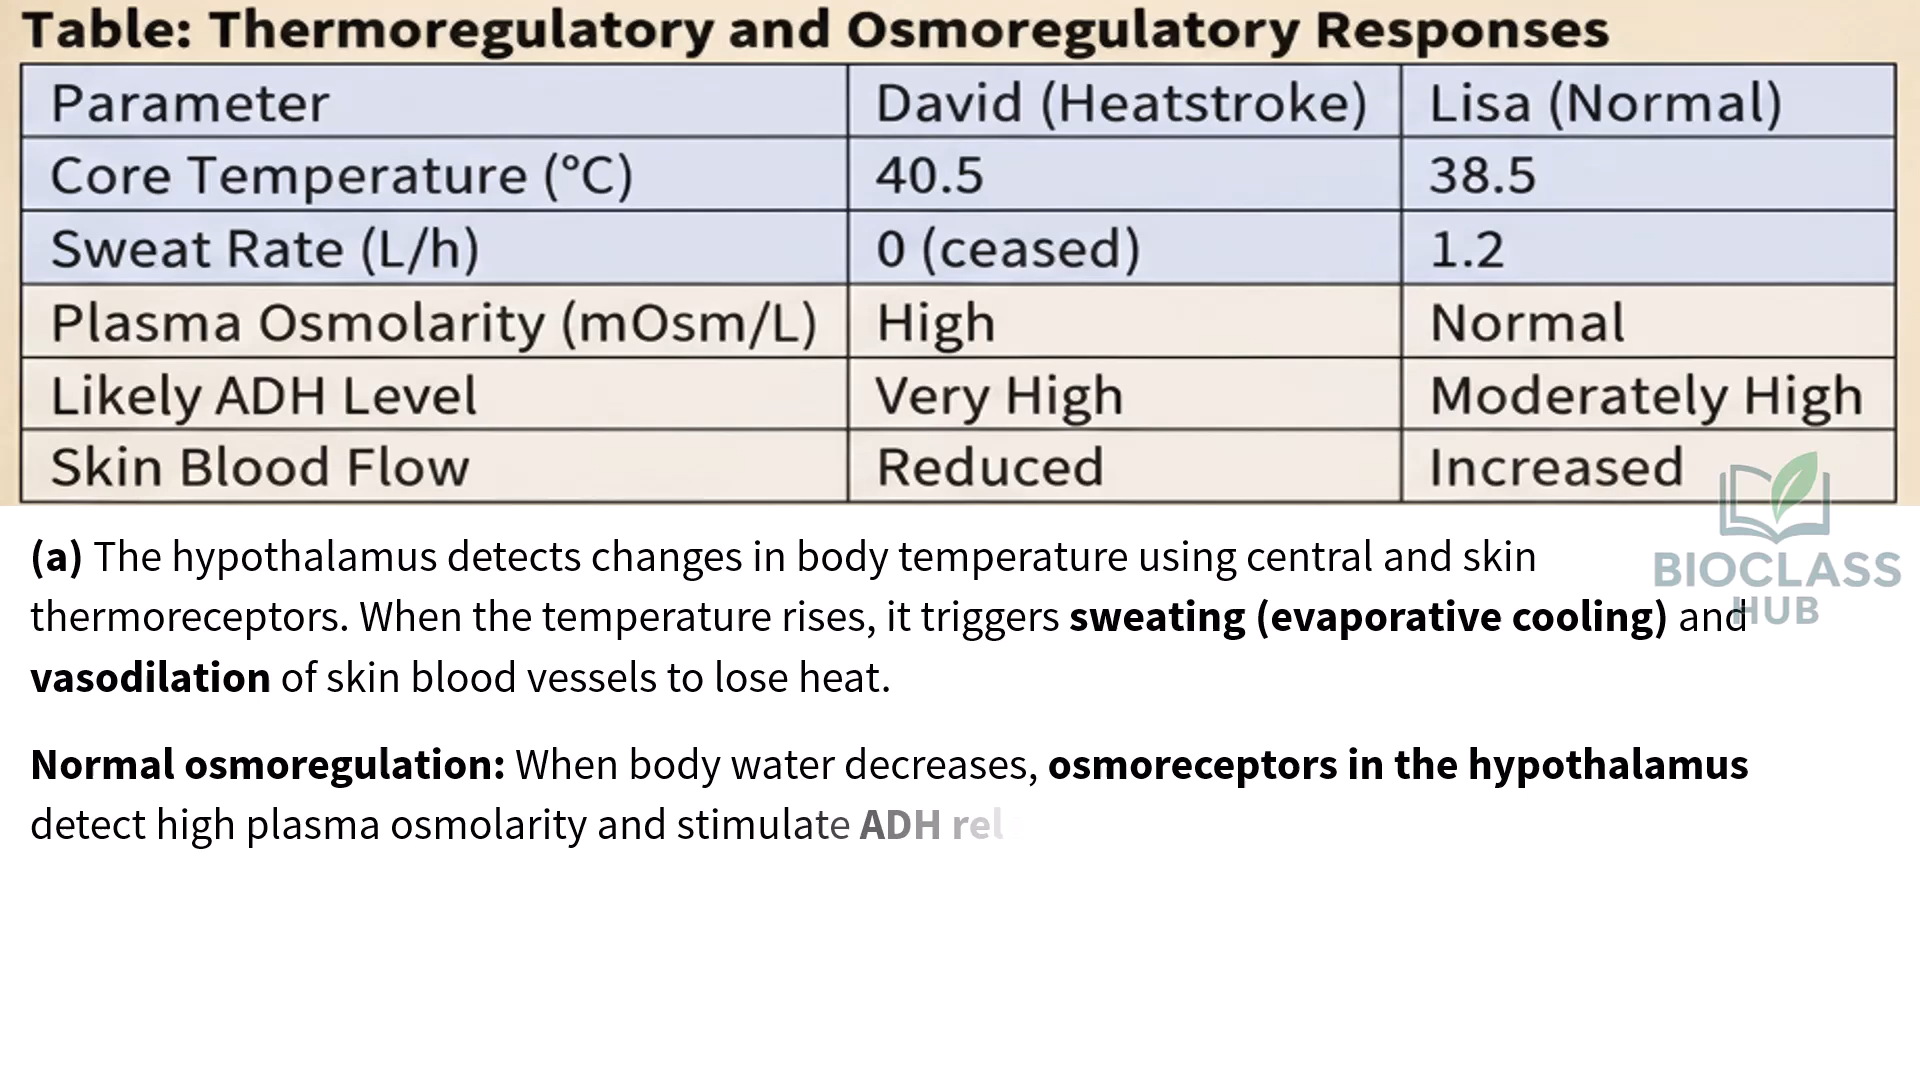 Table: Thermoregulatory and Osmoregulatory Responses
Parameter David (Heatstroke) Lisa (Normal)
Core Temperature (°C) 40.5 38.5
Sweat Rate (L/h) 0 (ceased) 1.2
Plasma Osmolarity (mOsm/L) High Normal
Likely ADH Level Very High Moderately High
Skin Blood Flow Reduced Increased
(a) The hypothalamus detects changes in body temperature using central and skin
thermoreceptors. When the temperature rises, it triggers sweating (evaporative cooling) and
vasodilation of skin blood vessels to lose heat.
Normal osmoregulation: When body water decreases, osmoreceptors in the hypothalamus
detect high plasma osmolarity and stimulate ADH rel
BIOCLASS
HUB